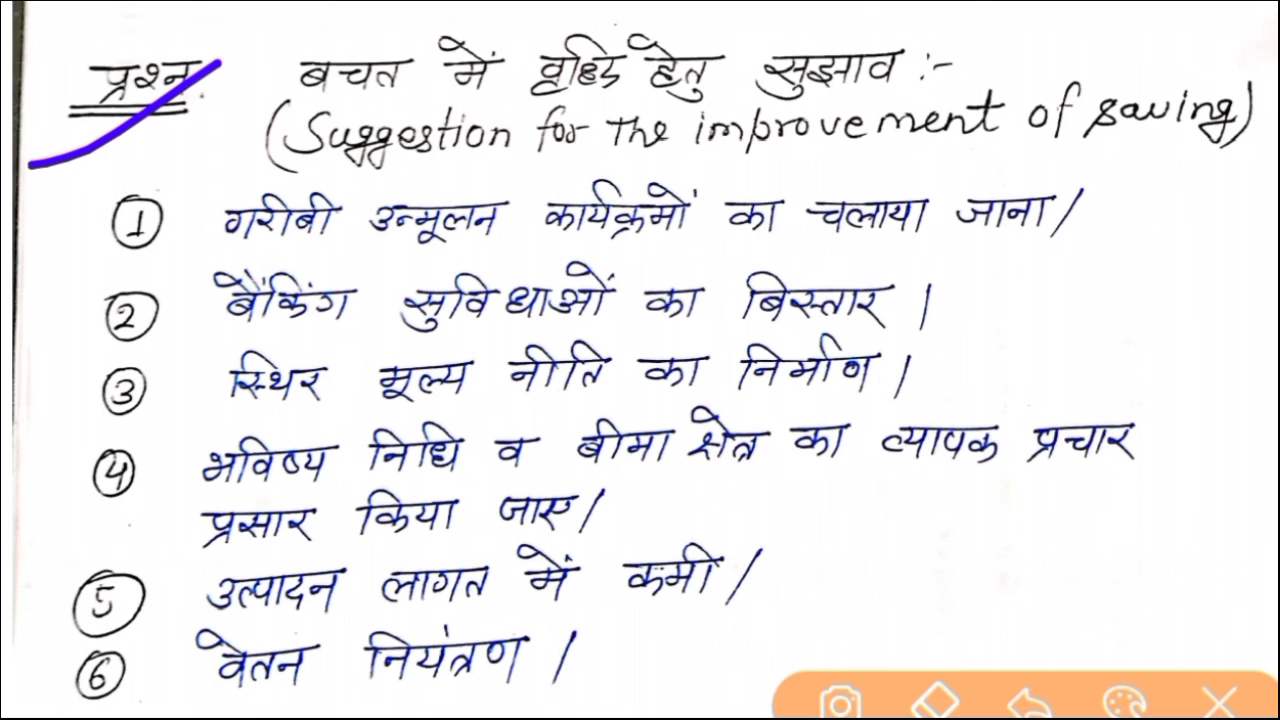 प्रश्न. बचत में वृद्धि हेतु सुझाव :-
(Suggestion for the improvement of saving)
① गरीबी उन्मूलन कार्यक्रमों का चलाया जाना/
② बैंकिंग सुविधाओं का बिस्तार |
③ स्थिर मूल्य नीति का निर्माण |
④ भविष्य निधि व बीमा क्षेत्र का व्यापक प्रचार
प्रसार किया जाए/
⑤ उत्पादन लागत में कमी/
⑥ वेतन नियंत्रण |